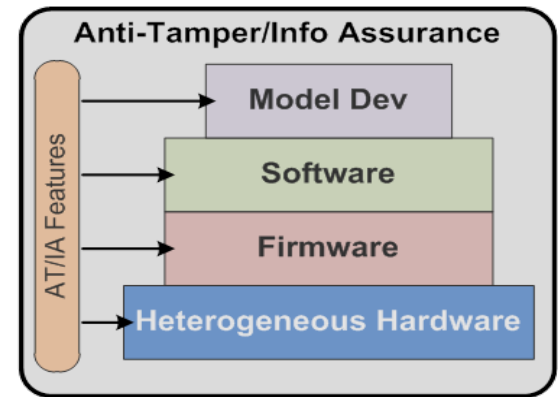 Anti-Tamper/Info Assurance
AT/IA Features
Model Dev
Software
Firmware
Heterogeneous Hardware